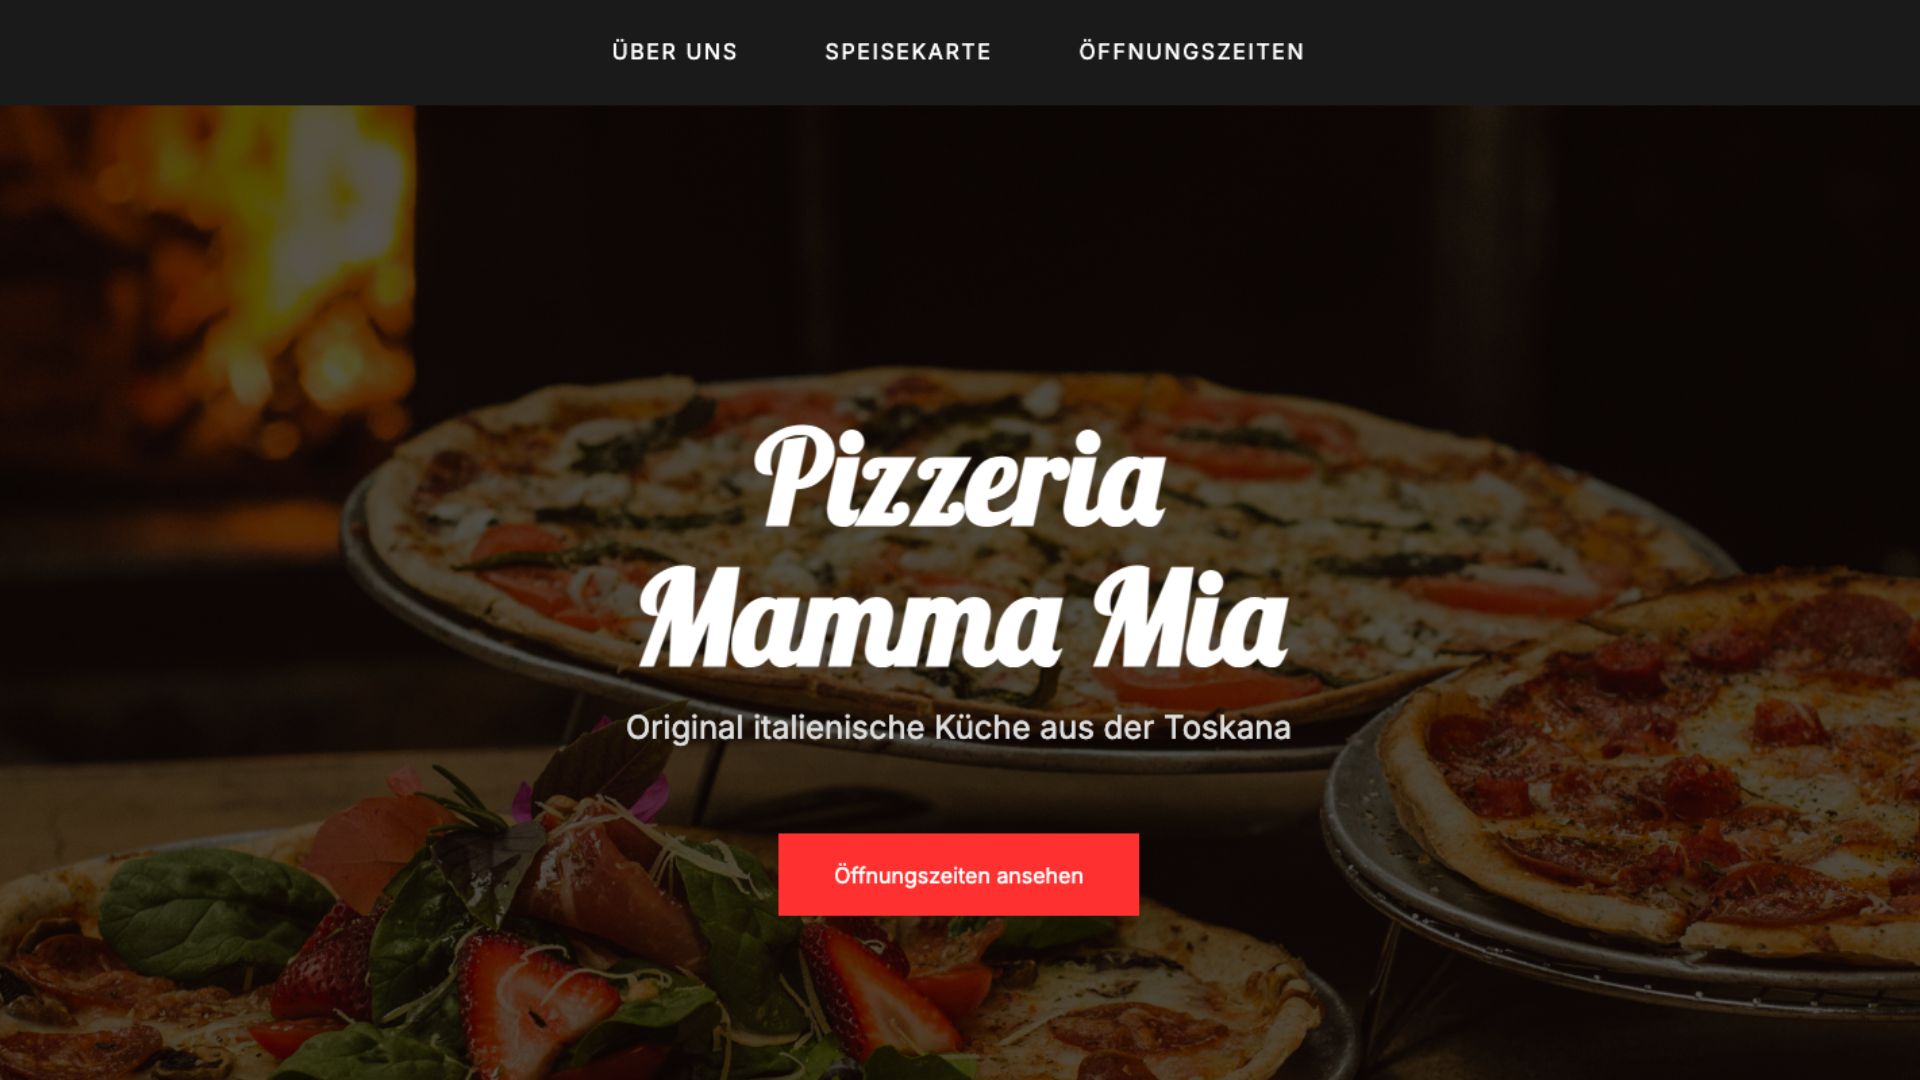 ÜBER UNS SPEISEKARTE ÖFFNUNGSZEITEN
Pizzeria
Mamma Mia
Original italienische Küche aus der Toskana
Öffnungszeiten ansehen